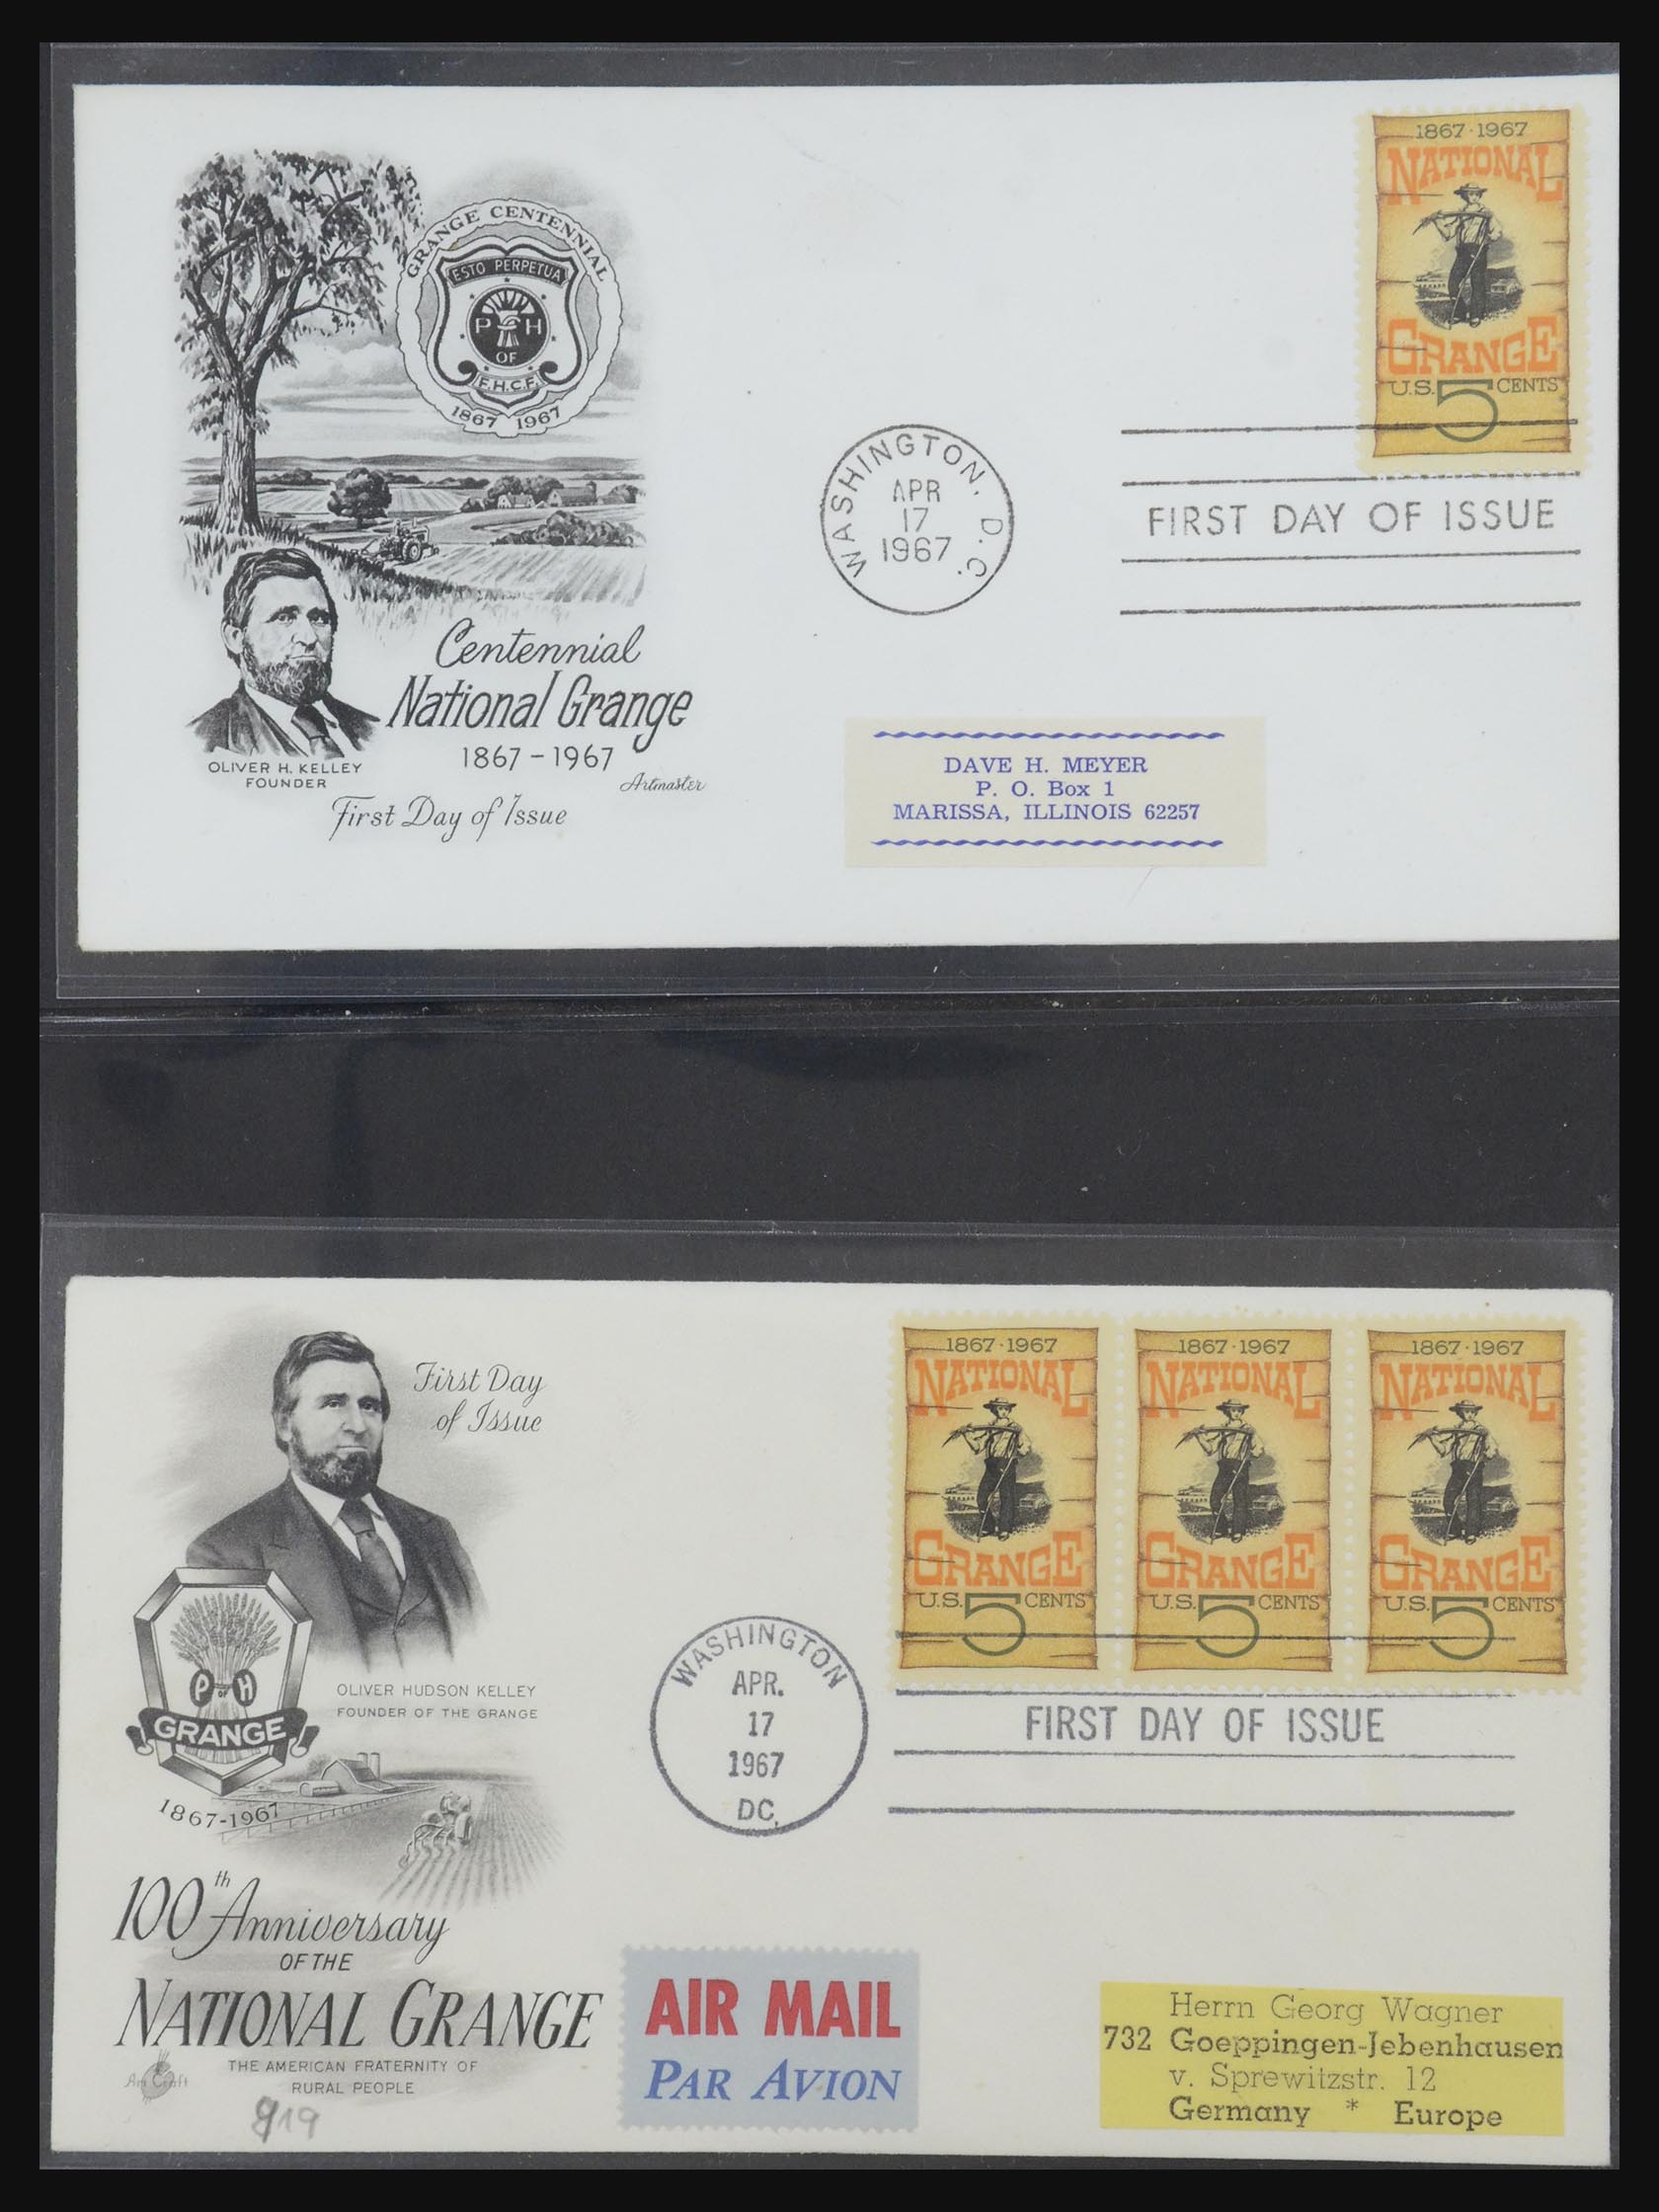 GRANGE CENTENNIAL
ESTO PERPETUA
P H
OF
F.H.C.F.
1867 1967
OLIVER H. KELLEY
FOUNDER
Centennial
National Grange
1867 - 1967
Artmaster
First Day of Issue
WASHINGTON, D.C.
APR
17
1967
1867 · 1967
NATIONAL
GRANGE
U.S. 5 CENTS
FIRST DAY OF ISSUE
DAVE H. MEYER
P. O. Box 1
MARISSA, ILLINOIS 62257
First Day
of Issue
P OF H
GRANGE
1867-1967
OLIVER HUDSON KELLEY
FOUNDER OF THE GRANGE
100th Anniversary
OF THE
NATIONAL GRANGE
THE AMERICAN FRATERNITY OF
RURAL PEOPLE
Art Craft
919
WASHINGTON
APR.
17
1967
DC,
1867 · 1967
NATIONAL
GRANGE
U.S. 5 CENTS
1867 · 1967
NATIONAL
GRANGE
U.S. 5 CENTS
1867 · 1967
NATIONAL
GRANGE
U.S. 5 CENTS
FIRST DAY OF ISSUE
AIR MAIL
PAR AVION
Herrn Georg Wagner
732 Goeppingen-Jebenhausen
v. Sprewitzstr. 12
Germany * Europe